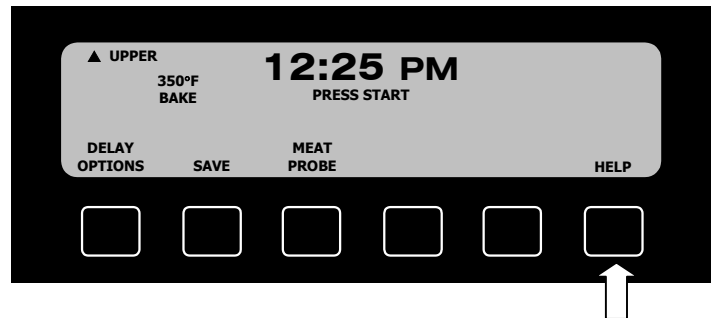 ▲ UPPER
12:25 PM
350°F
BAKE
PRESS START
DELAY
OPTIONS
SAVE
MEAT
PROBE
HELP